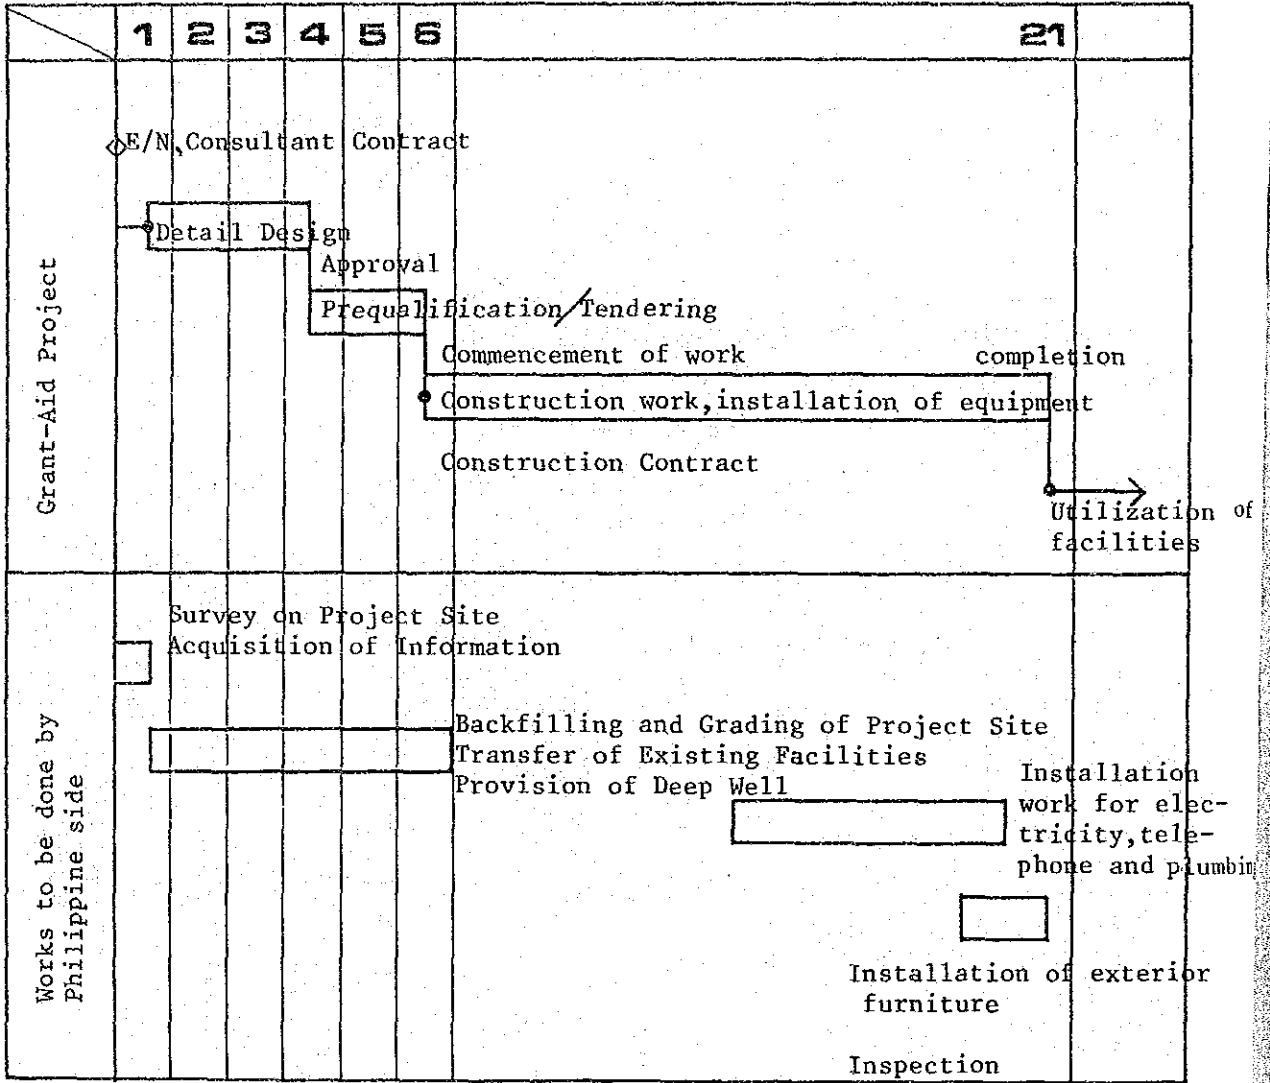 1 2 3 4 5 6 21
Grant-Aid Project
E/N,Consultant Contract
Detail Design
Approval
Prequalification/Tendering
Commencement of work completion
Construction work,installation of equipment
Construction Contract
Utilization of
facilities
Works to be done by
Philippine side
Survey on Project Site
Acquisition of Information
Backfilling and Grading of Project Site
Transfer of Existing Facilities
Provision of Deep Well
Installation
work for elec-
tricity,tele-
phone and plumbin
Installation of exterior
furniture
Inspection